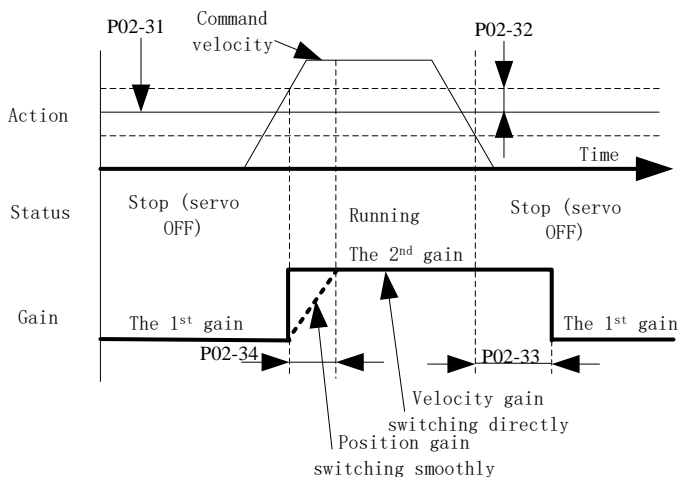 P02-31
Command
velocity
P02-32
Action
Time
Status
Stop (servo
OFF)
Running
Stop (servo
OFF)
The 2nd gain
Gain
The 1st gain
The 1st gain
P02-34
P02-33
Velocity gain
switching directly
Position gain
switching smoothly